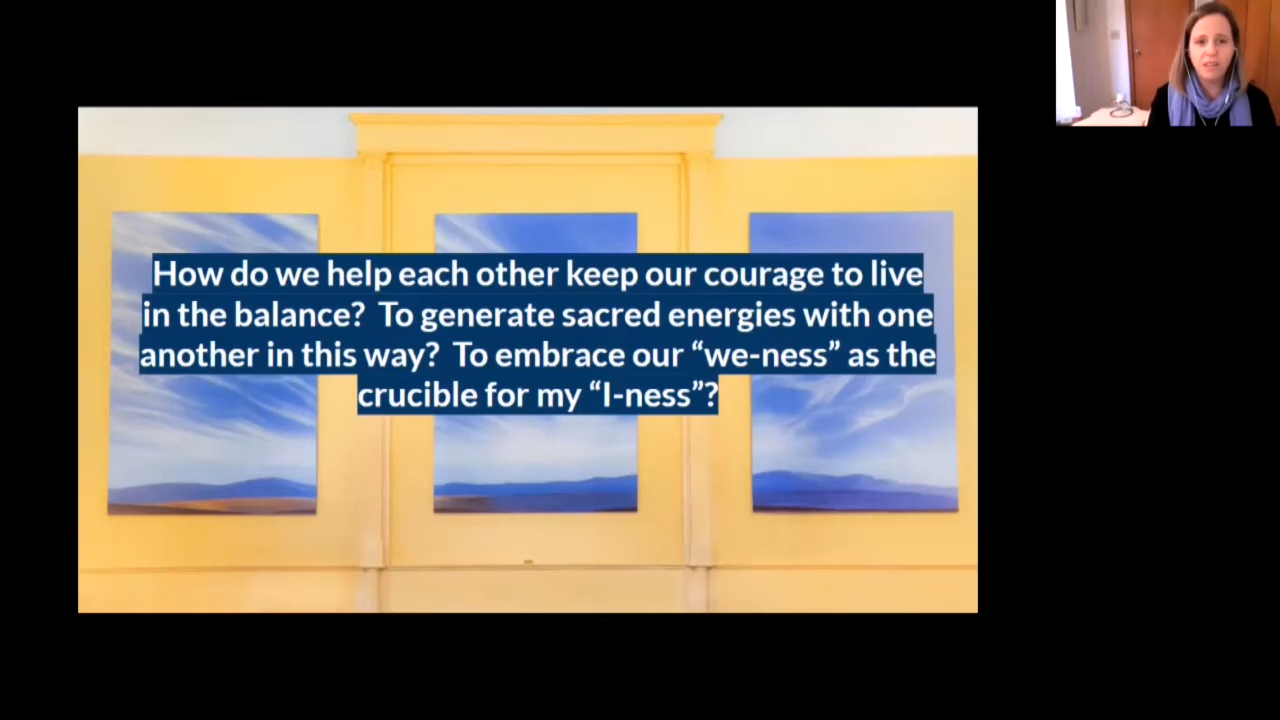 How do we help each other keep our courage to live
in the balance?  To generate sacred energies with one
another in this way?  To embrace our “we-ness” as the
crucible for my “I-ness”?